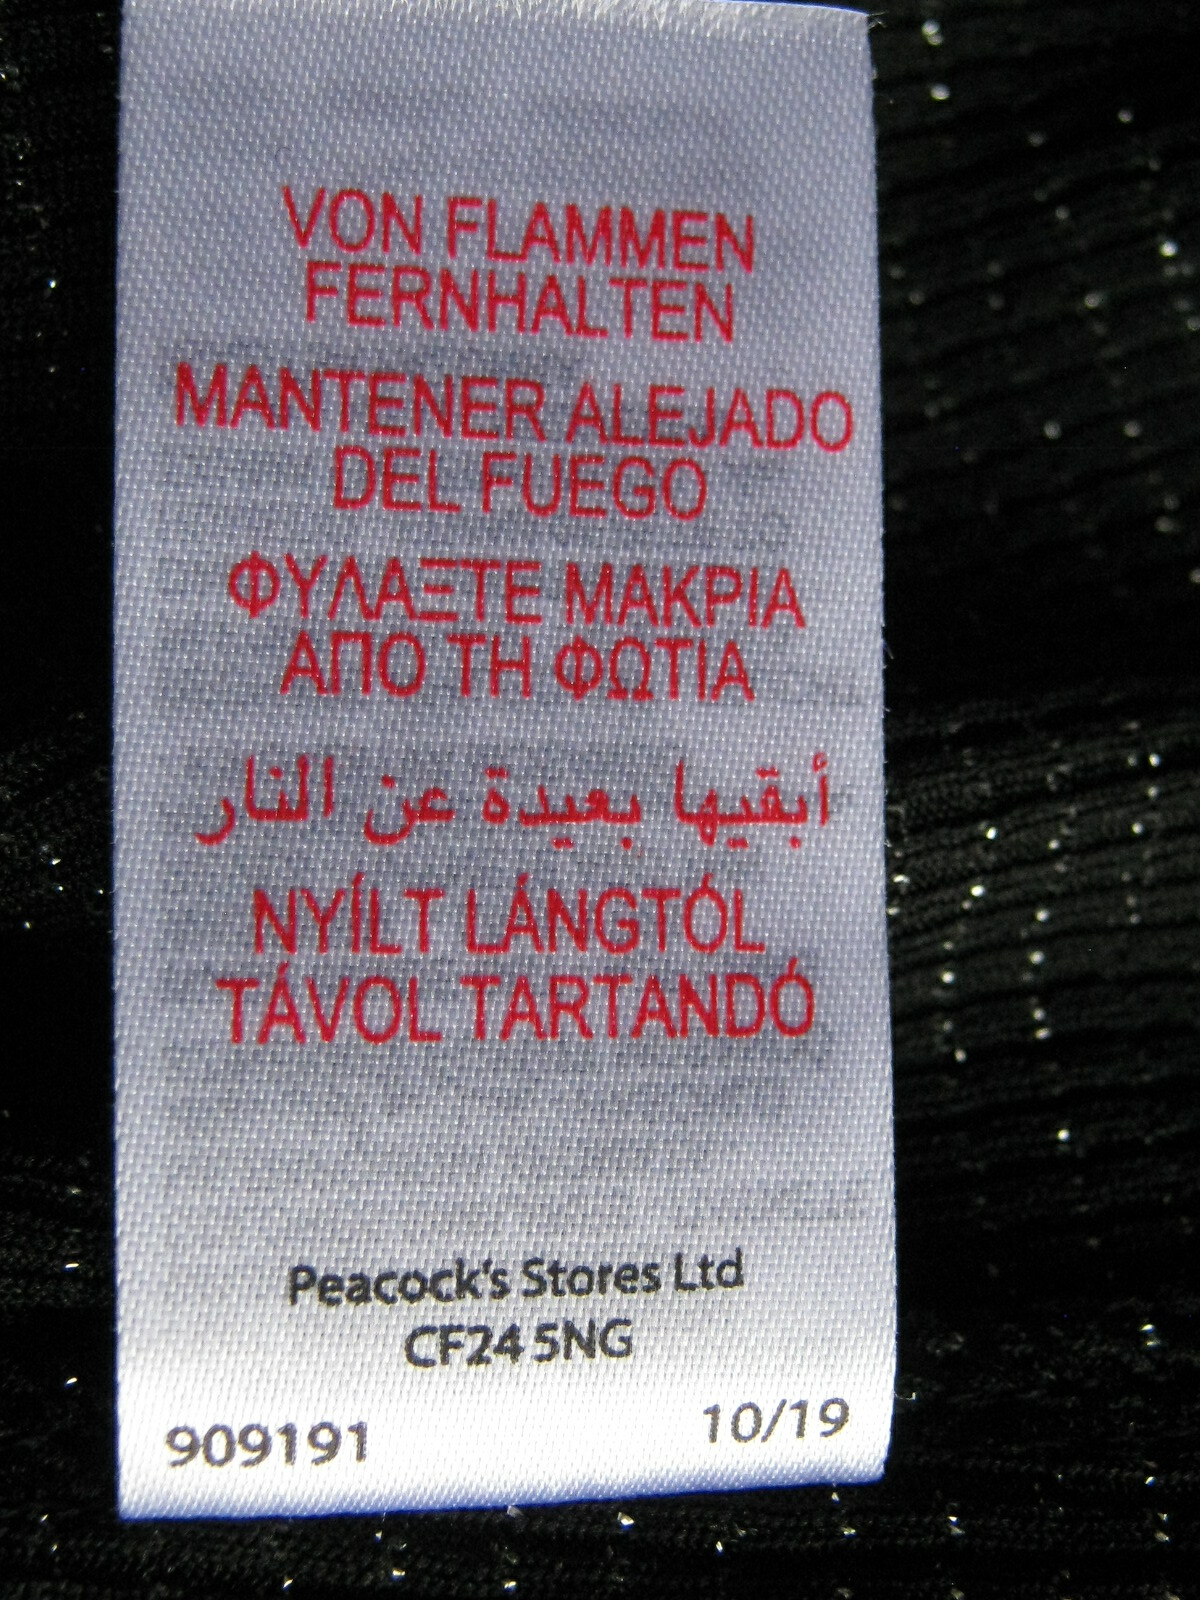 VON FLAMMEN
FERNHALTEN
MANTENER ALEJADO
DEL FUEGO
ΦΥΛΑΞΤΕ ΜΑΚΡΙΑ
ΑΠΟ ΤΗ ΦΩΤΙΑ
أبقيها بعيدة عن النار
NYÍLT LÁNGTÓL
TÁVOL TARTANDÓ
Peacock's Stores Ltd
CF24 5NG
909191 10/19